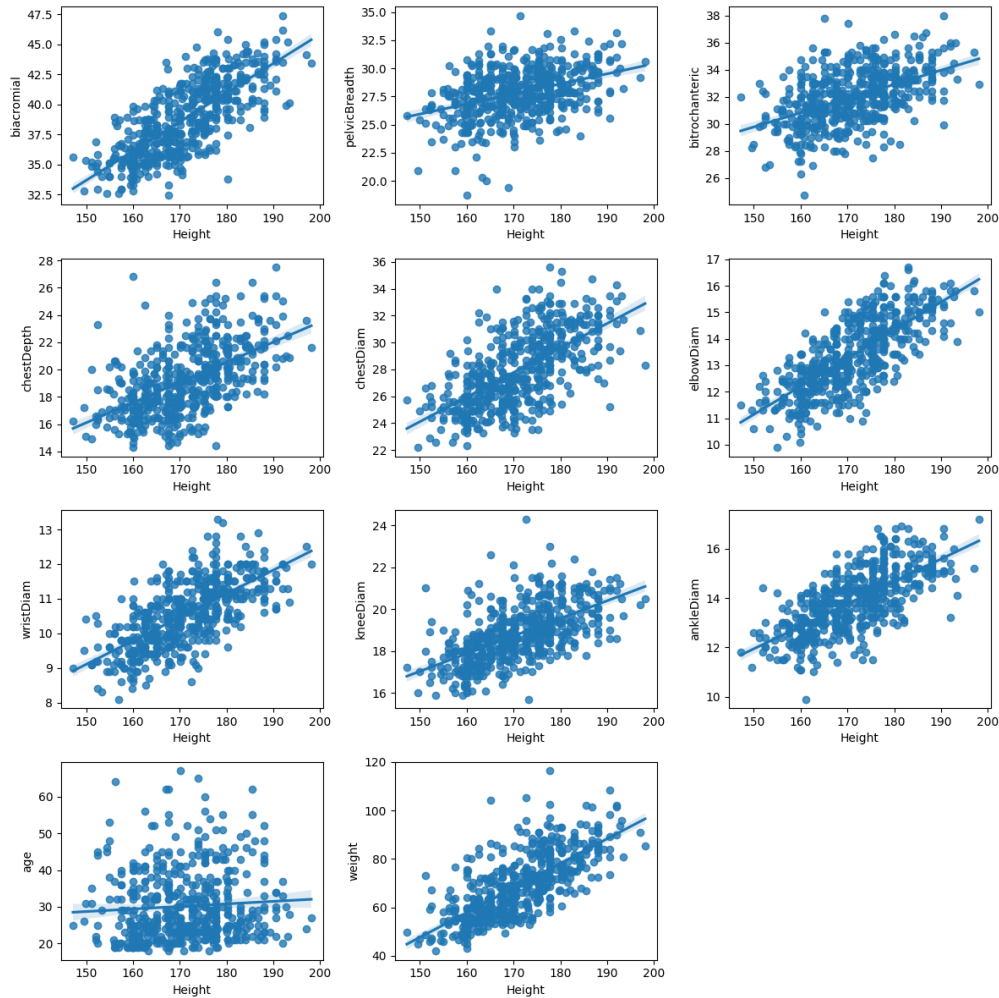 biacromial
47.5
45.0
42.5
40.0
37.5
35.0
32.5
150 160 170 180 190 200
Height
pelvicBreadth
35.0
32.5
30.0
27.5
25.0
22.5
20.0
150 160 170 180 190 200
Height
bitrochanteric
38
36
34
32
30
28
26
150 160 170 180 190 200
Height
chestDepth
28
26
24
22
20
18
16
14
150 160 170 180 190 200
Height
chestDiam
36
34
32
30
28
26
24
22
150 160 170 180 190 200
Height
elbowDiam
17
16
15
14
13
12
11
10
150 160 170 180 190 200
Height
wristDiam
13
12
11
10
9
8
150 160 170 180 190 200
Height
kneeDiam
24
22
20
18
16
150 160 170 180 190 200
Height
ankleDiam
16
14
12
10
150 160 170 180 190 200
Height
age
60
50
40
30
20
150 160 170 180 190 200
Height
weight
120
100
80
60
40
150 160 170 180 190 200
Height